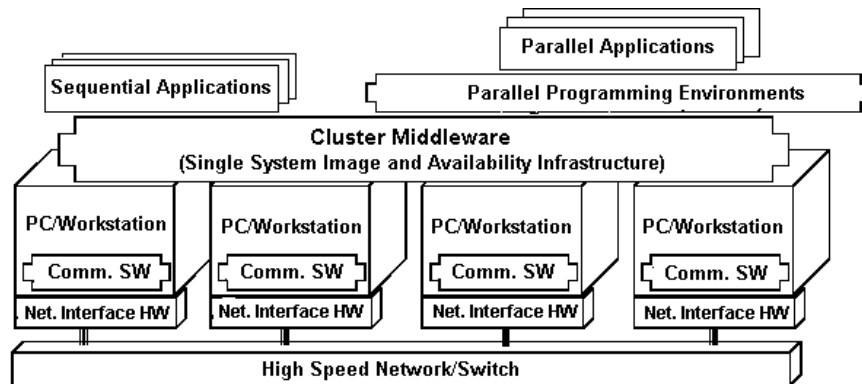 Parallel Applications
Sequential Applications
Parallel Programming Environments
Cluster Middleware
(Single System Image and Availability Infrastructure)
PC/Workstation
PC/Workstation
PC/Workstation
PC/Workstation
Comm. SW
Comm. SW
Comm. SW
Comm. SW
Net. Interface HW
Net. Interface HW
Net. Interface HW
Net. Interface HW
High Speed Network/Switch